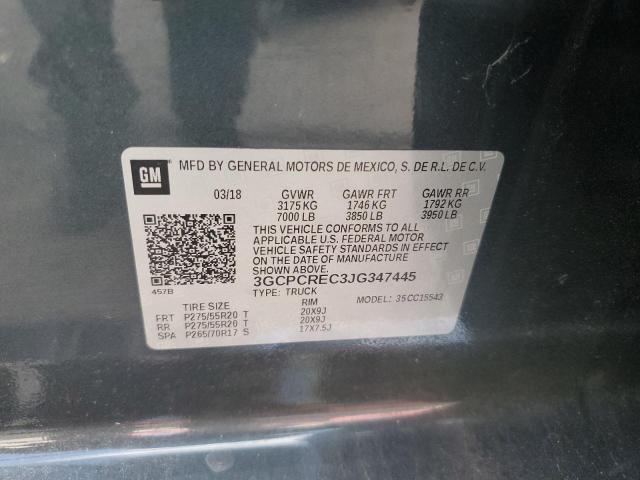 GM MFD BY GENERAL MOTORS DE MEXICO, S. DE R.L. DE C.V.
03/18 GVWR GAWR FRT GAWR RR
3175 KG 1746 KG 1792 KG
7000 LB 3850 LB 3950 LB
THIS VEHICLE CONFORMS TO ALL
APPLICABLE U.S. FEDERAL MOTOR
VEHICLE SAFETY STANDARDS IN EFFECT
ON THE DATE OF MANUFACTURE
SHOWN ABOVE.
3GCPCREC3JG347445
457B
TYPE: TRUCK MODEL: 35CC15543
TIRE SIZE RIM
FRT P275/55R20 T 20X9J
RR P275/55R20 T 20X9J
SPA P265/70R17 S 17X7.5J